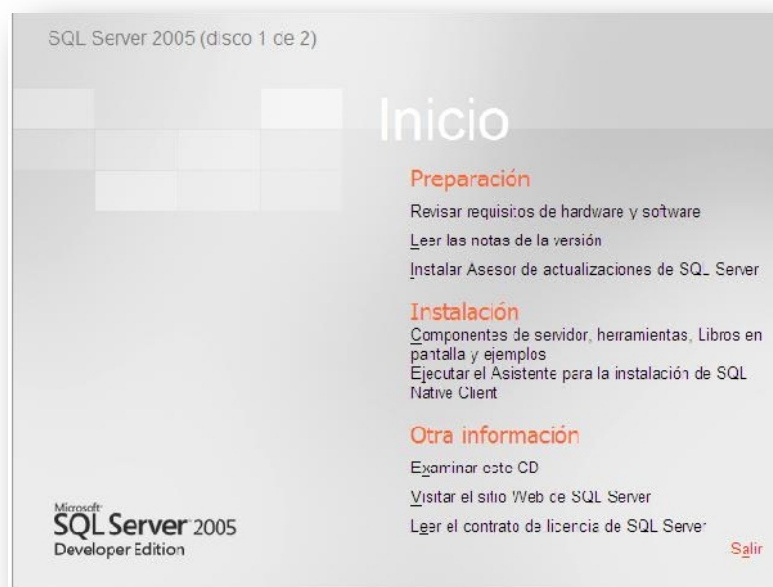 SQL Server 2005 (disco 1 de 2)
Inicio
Preparación
Revisar requisitos de hardware y software
Leer las notas de la versión
Instalar Asesor de actualizaciones de SQL Server
Instalación
Componentes de servidor, herramientas, Libros en
pantalla y ejemplos
Ejecutar el Asistente para la instalación de SQL
Native Client
Otra información
Examinar este CD
Visitar el sitio Web de SQL Server
Leer el contrato de licencia de SQL Server
Salir
Microsoft
SQL Server 2005
Developer Edition